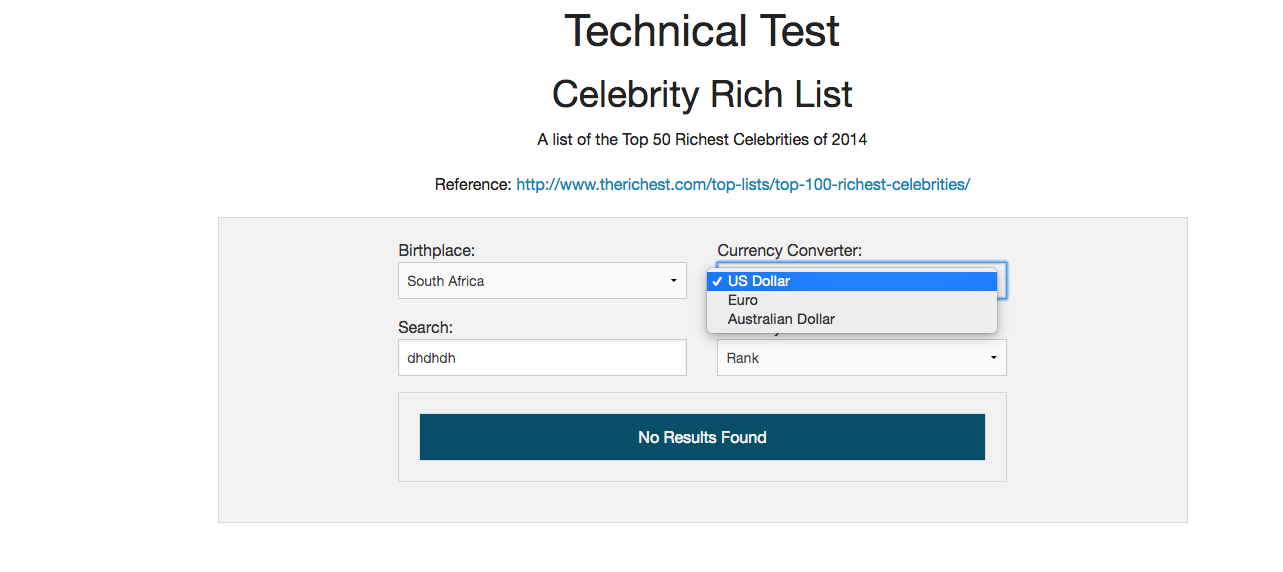 Technical Test
Celebrity Rich List
A list of the Top 50 Richest Celebrities of 2014
Reference: http://www.therichest.com/top-lists/top-100-richest-celebrities/
Birthplace:
Currency Converter:
South Africa
US Dollar
Euro
Australian Dollar
Search:
dhdhdh
Rank
No Results Found